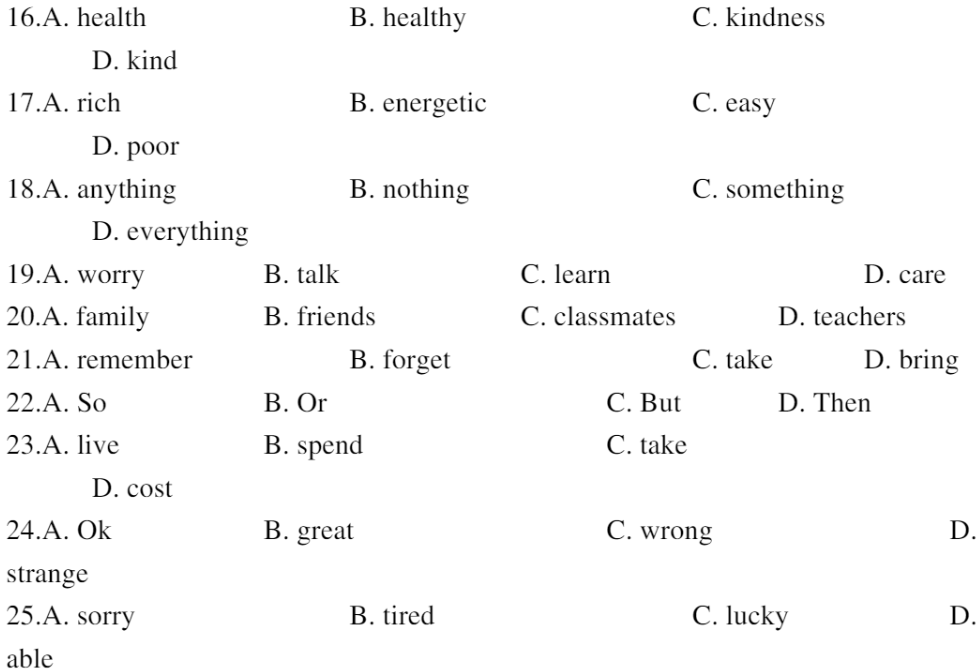 16.A. health B. healthy C. kindness
D. kind
17.A. rich B. energetic C. easy
D. poor
18.A. anything B. nothing C. something
D. everything
19.A. worry B. talk C. learn D. care
20.A. family B. friends C. classmates D. teachers
21.A. remember B. forget C. take D. bring
22.A. So B. Or C. But D. Then
23.A. live B. spend C. take
D. cost
24.A. Ok B. great C. wrong D.
strange
25.A. sorry B. tired C. lucky D.
able